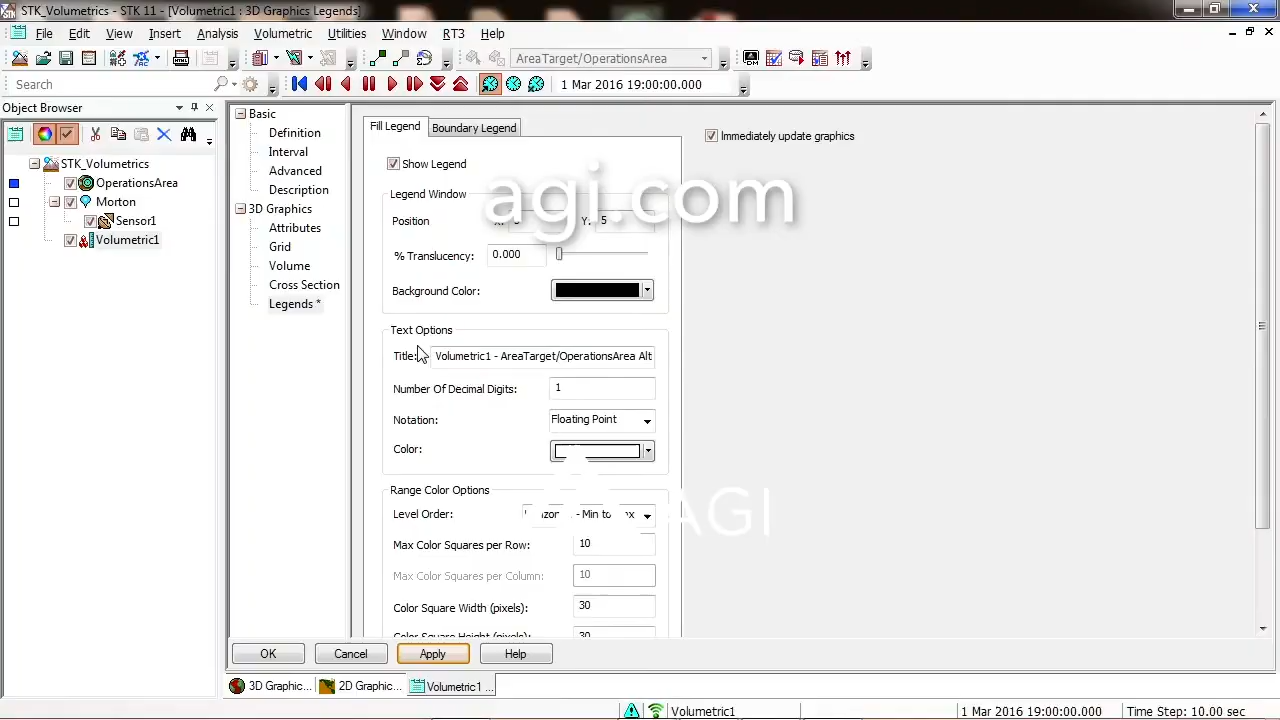 STK_Volumetrics - STK 11 - [Volumetric1 : 3D Graphics Legends]
File Edit View Insert Analysis Volumetric Utilities Window RT3 Help
AreaTarget/OperationsArea
Search
1 Mar 2016 19:00:00.000
Object Browser
STK_Volumetrics
OperationsArea
Morton
Sensor1
Volumetric1
Basic
Definition
Interval
Advanced
Description
3D Graphics
Attributes
Grid
Volume
Cross Section
Legends *
Fill Legend
Boundary Legend
Immediately update graphics
Show Legend
agi.com
Legend Window
Position
Y: 5
% Translucency: 0.000
Background Color:
Text Options
Title: Volumetric1 - AreaTarget/OperationsArea Alt
Number Of Decimal Digits: 1
Notation: Floating Point
Color:
Range Color Options
AGI
Level Order:
Max Color Squares per Row: 10
Max Color Squares per Column: 10
Color Square Width (pixels): 30
Color Square Height (pixels): 30
OK Cancel Apply Help
3D Graphic... 2D Graphic... Volumetric1 ...
Volumetric1 1 Mar 2016 19:00:00.000 Time Step: 10.00 sec